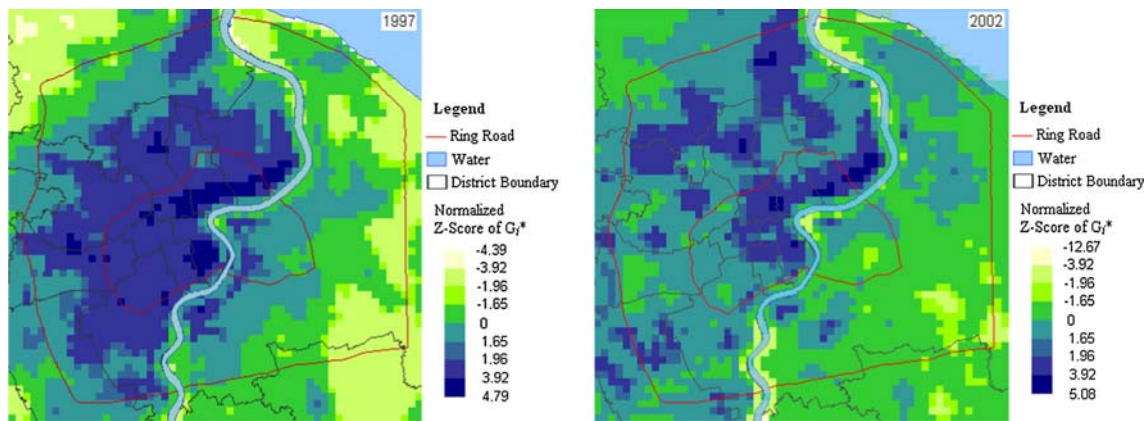 1997
Legend
Ring Road
Water
District Boundary
Normalized
Z-Score of Gi*
-4.39
-3.92
-1.96
-1.65
0
1.65
1.96
3.92
4.79
2002
Legend
Ring Road
Water
District Boundary
Normalized
Z-Score of Gi*
-12.67
-3.92
-1.96
-1.65
0
1.65
1.96
3.92
5.08